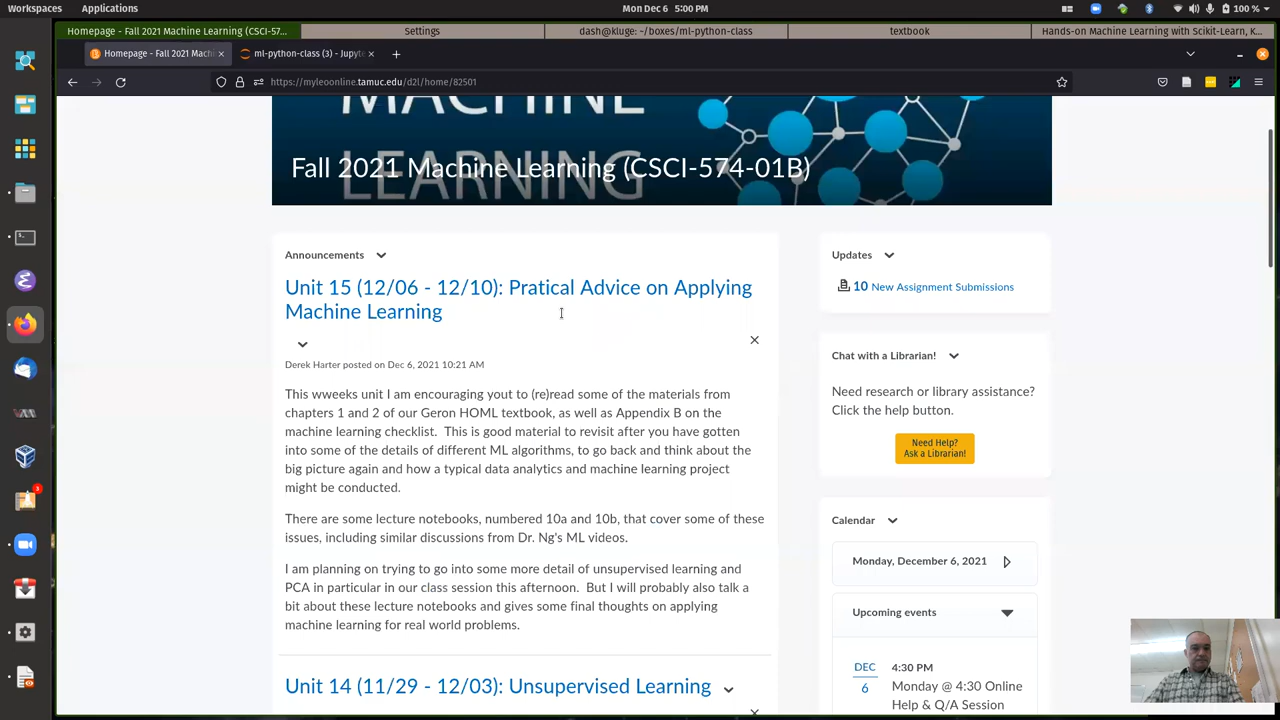 Workspaces Applications Mon Dec 6 5:00 PM 100 %
Homepage - Fall 2021 Machine Learning (CSCI-57... Settings dash@kluge: ~/boxes/ml-python-class textbook Hands-on Machine Learning with Scikit-Learn, K...
Homepage - Fall 2021 Mach ml-python-class (3) - Jupyte
https://myleoonline.tamuc.edu/d2l/home/82501
MACHINE
LEARNING
Fall 2021 Machine Learning (CSCI-574-01B)
Announcements
Unit 15 (12/06 - 12/10): Pratical Advice on Applying
Machine Learning
Derek Harter posted on Dec 6, 2021 10:21 AM
This wweeks unit I am encouraging yout to (re)read some of the materials from
chapters 1 and 2 of our Geron HOML textbook, as well as Appendix B on the
machine learning checklist. This is good material to revisit after you have gotten
into some of the details of different ML algorithms, to go back and think about the
big picture again and how a typical data analytics and machine learning project
might be conducted.
There are some lecture notebooks, numbered 10a and 10b, that cover some of these
issues, including similar discussions from Dr. Ng's ML videos.
I am planning on trying to go into some more detail of unsupervised learning and
PCA in particular in our class session this afternoon. But I will probably also talk a
bit about these lecture notebooks and gives some final thoughts on applying
machine learning for real world problems.
Unit 14 (11/29 - 12/03): Unsupervised Learning
Updates
10 New Assignment Submissions
Chat with a Librarian!
Need research or library assistance?
Click the help button.
Need Help?
Ask a Librarian!
Calendar
Monday, December 6, 2021
Upcoming events
DEC
6
4:30 PM
Monday @ 4:30 Online
Help & Q/A Session